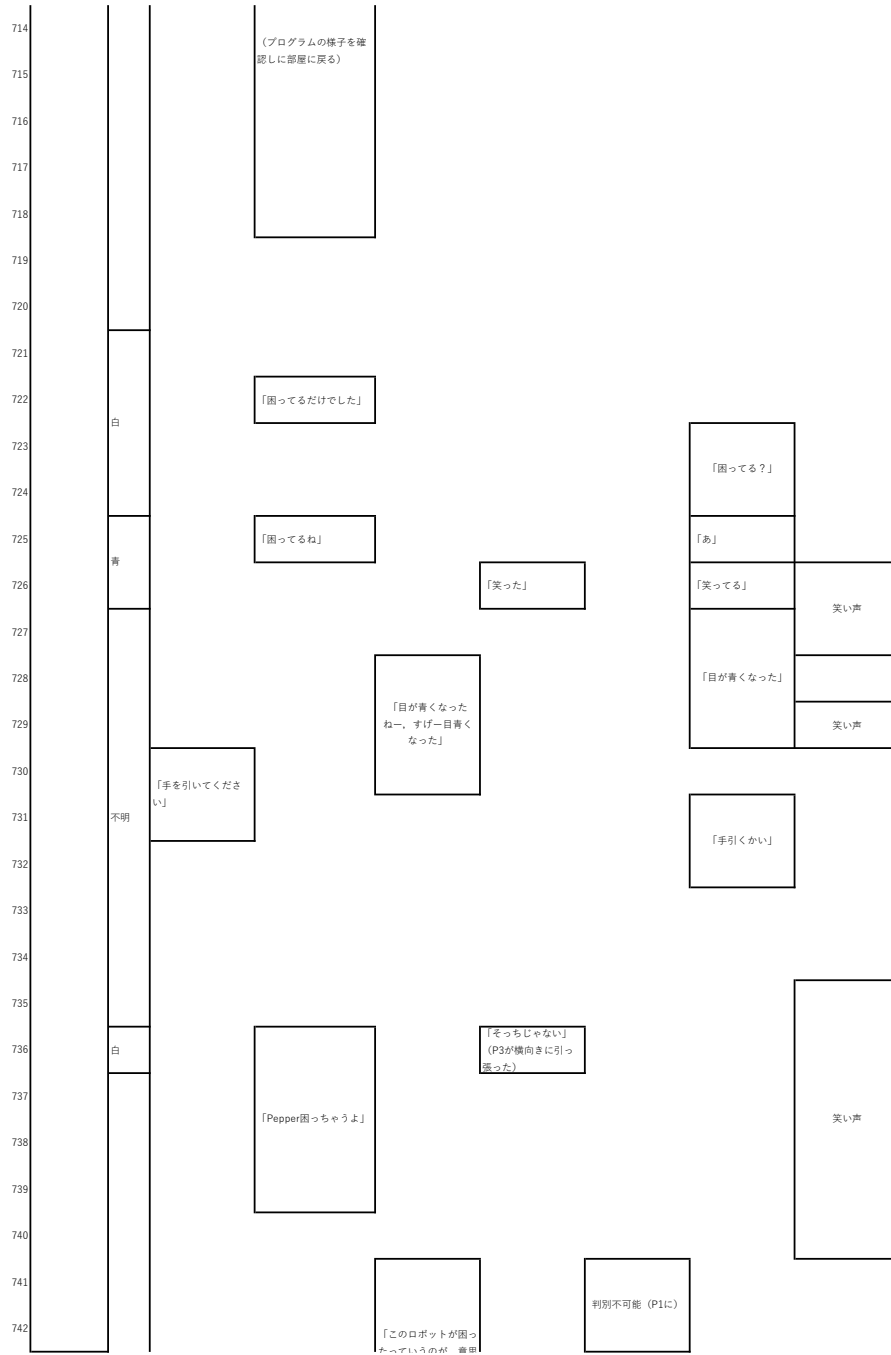 714
（プログラムの様子を確
認しに部屋に戻る）
715
716
717
718
719
720
721
722
「困ってるだけでした」
白
723
「困ってる？」
724
725
「困ってるね」
「あ」
青
726
「笑った」
「笑ってる」
笑い声
727
728
「目が青くなった」
「目が青くなった
ねー，すげー目青く
なった」
729
笑い声
730
「手を引いてくださ
い」
731
不明
「手引くかい」
732
733
734
735
736
白
「そっちじゃない」
（P3が横向きに引っ
張った）
737
「Pepper困っちゃうよ」
笑い声
738
739
740
741
判別不可能（P1に）
742
「このロボットが困っ
たっていうのが，意思